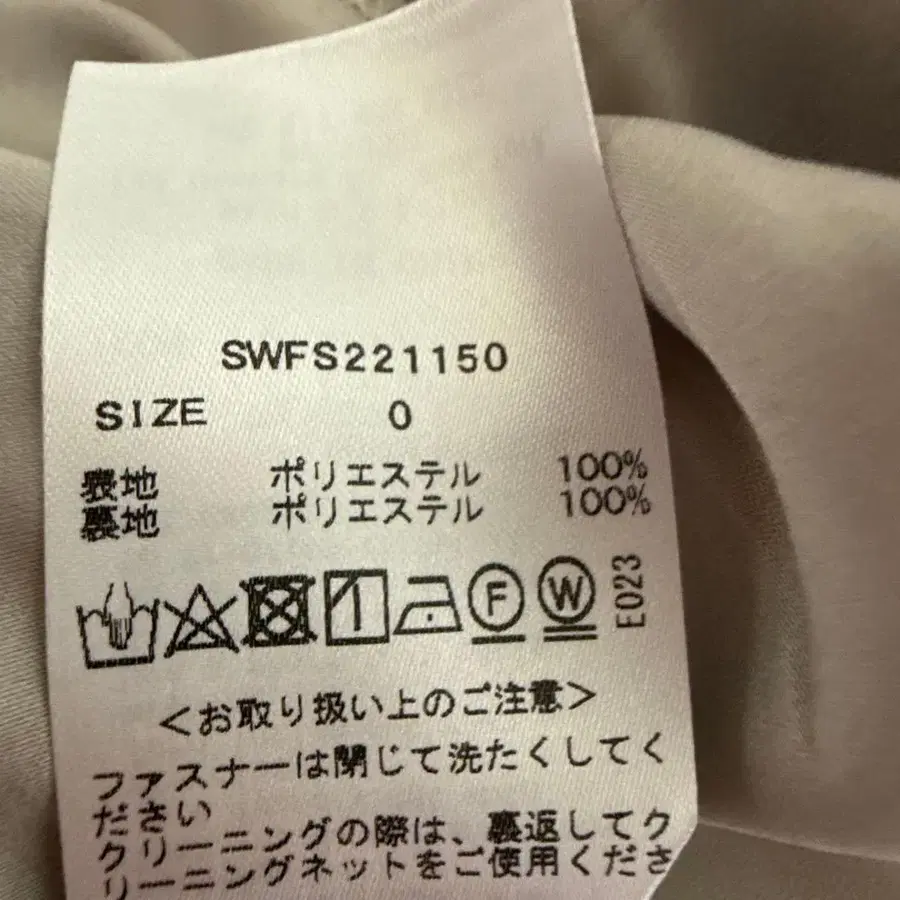 SWFS221150
SIZE 0
表地 ポリエステル 100%
裏地 ポリエステル 100%
F W E023
<お取り扱い上のご注意>
ファスナーは閉じて洗たくしてく
ださい
クリーニングの際は、裏返してク
リーニングネットをご使用くださ